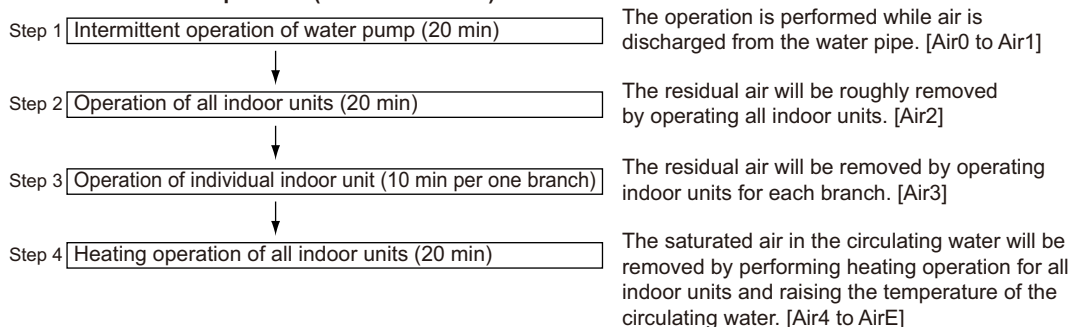 Step 1 Intermittent operation of water pump (20 min)
The operation is performed while air is
discharged from the water pipe. [Air0 to Air1]
Step 2 Operation of all indoor units (20 min)
The residual air will be roughly removed
by operating all indoor units. [Air2]
Step 3 Operation of individual indoor unit (10 min per one branch)
The residual air will be removed by operating
indoor units for each branch. [Air3]
Step 4 Heating operation of all indoor units (20 min)
The saturated air in the circulating water will be
removed by performing heating operation for all
indoor units and raising the temperature of the
circulating water. [Air4 to AirE]